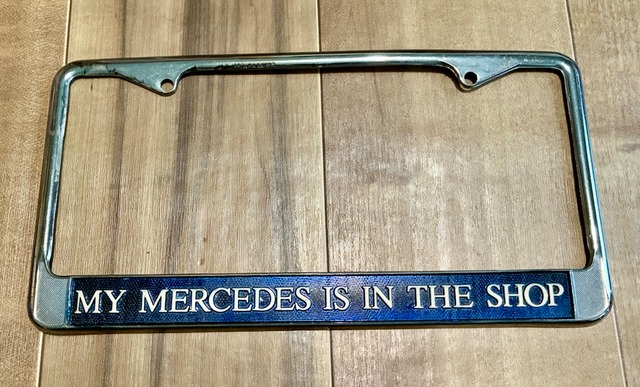 MY MERCEDES IS IN THE SHOP